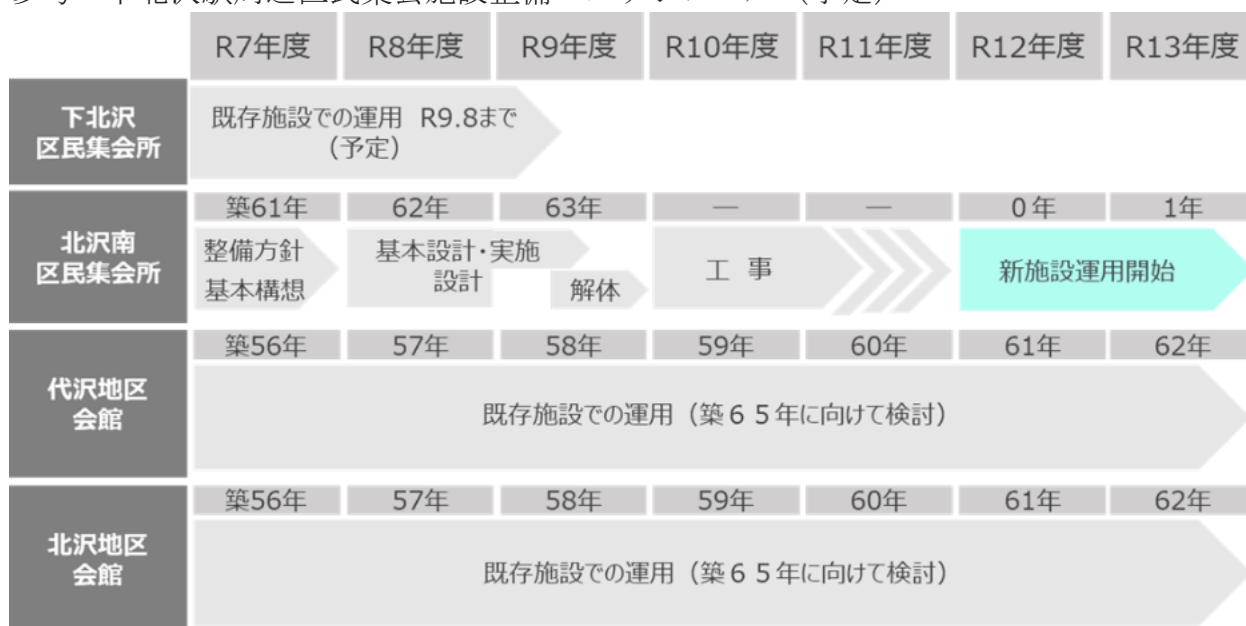 R7年度 R8年度 R9年度 R10年度 R11年度 R12年度 R13年度
下北沢
区民集会所
既存施設での運用 R9.8まで
(予定)
北沢南
区民集会所
築61年 62年 63年 — — 0年 1年
整備方針
基本構想
基本設計・実施
設計
解体
工 事
新施設運用開始
代沢地区
会館
築56年 57年 58年 59年 60年 61年 62年
既存施設での運用（築６５年に向けて検討）
北沢地区
会館
築56年 57年 58年 59年 60年 61年 62年
既存施設での運用（築６５年に向けて検討）